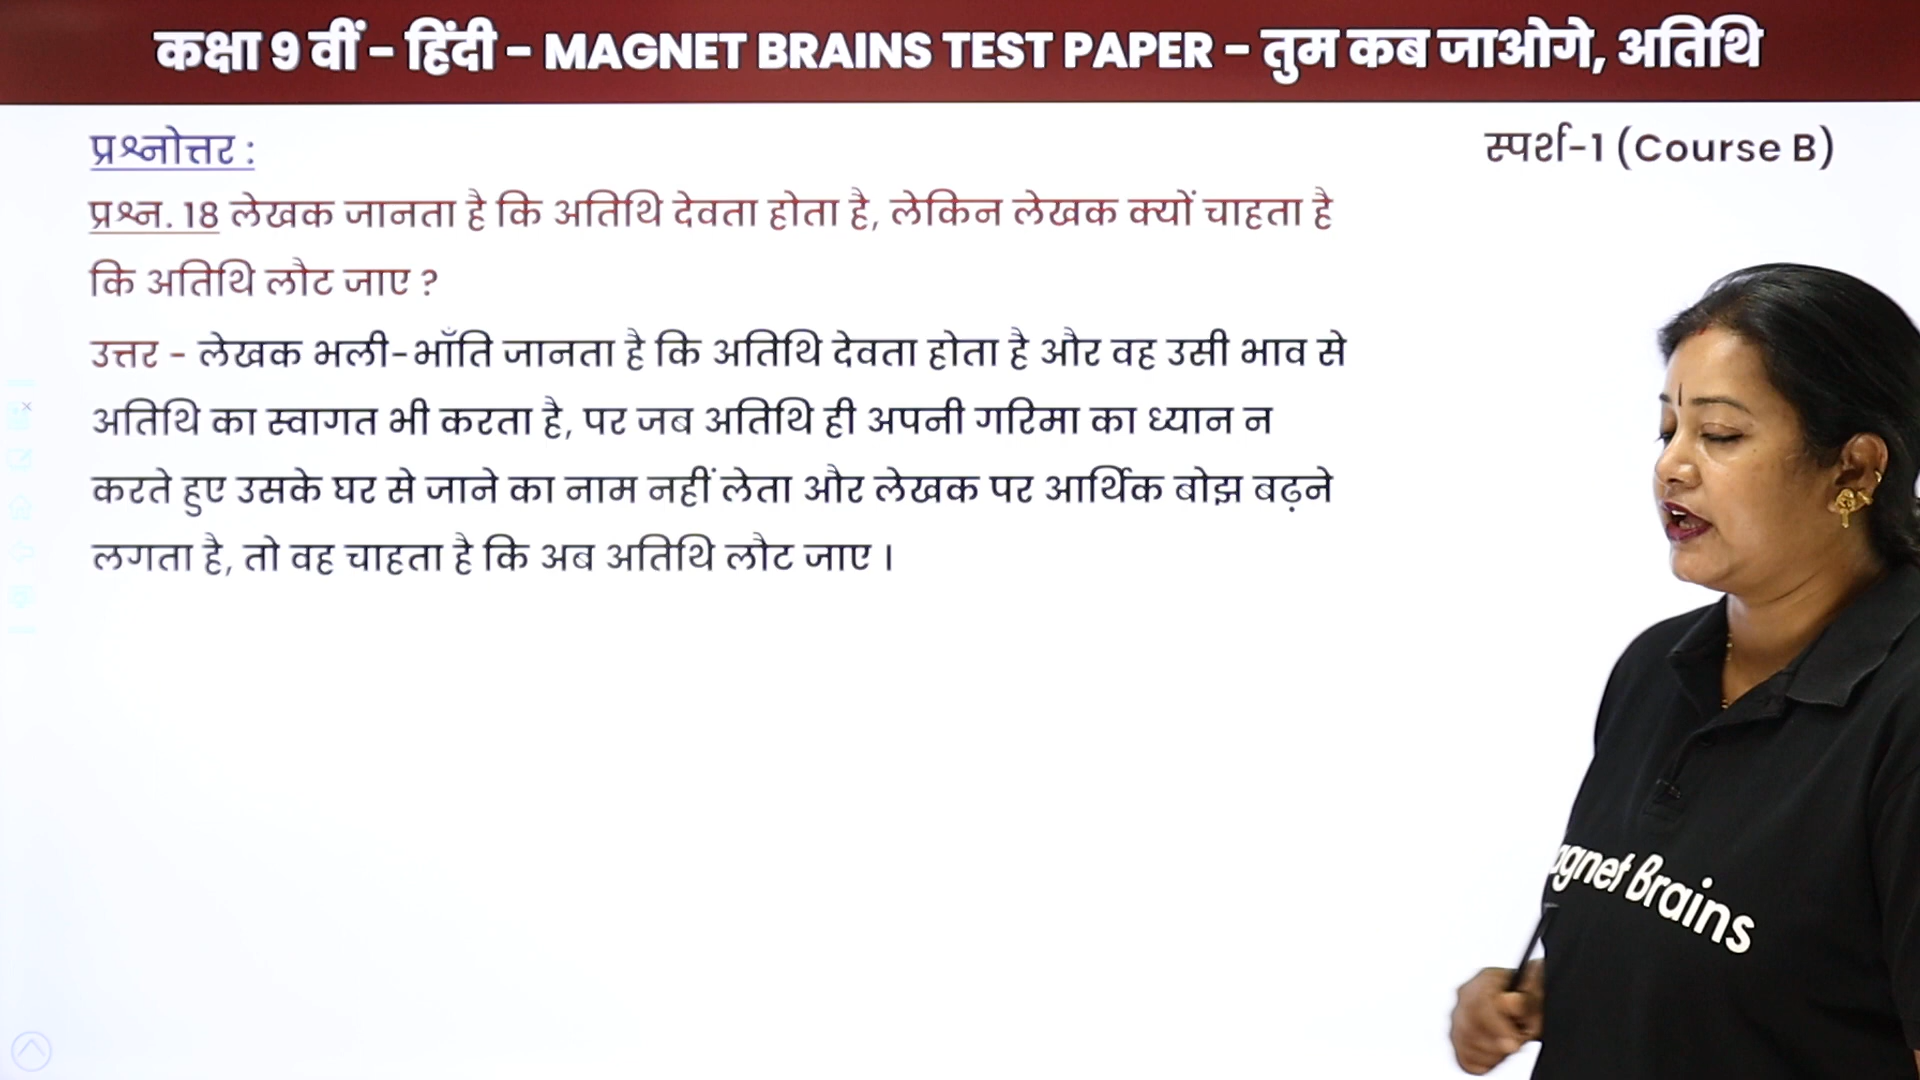 कक्षा 9 वीं - हिंदी - MAGNET BRAINS TEST PAPER - तुम कब जाओगे, अतिथि
प्रश्नोत्तर :
स्पर्श-1 (Course B)
प्रश्न. 18 लेखक जानता है कि अतिथि देवता होता है, लेकिन लेखक क्यों चाहता है
कि अतिथि लौट जाए ?
उत्तर - लेखक भली-भाँति जानता है कि अतिथि देवता होता है और वह उसी भाव से
अतिथि का स्वागत भी करता है, पर जब अतिथि ही अपनी गरिमा का ध्यान न
करते हुए उसके घर से जाने का नाम नहीं लेता और लेखक पर आर्थिक बोझ बढ़ने
लगता है, तो वह चाहता है कि अब अतिथि लौट जाए ।
agnet Brains